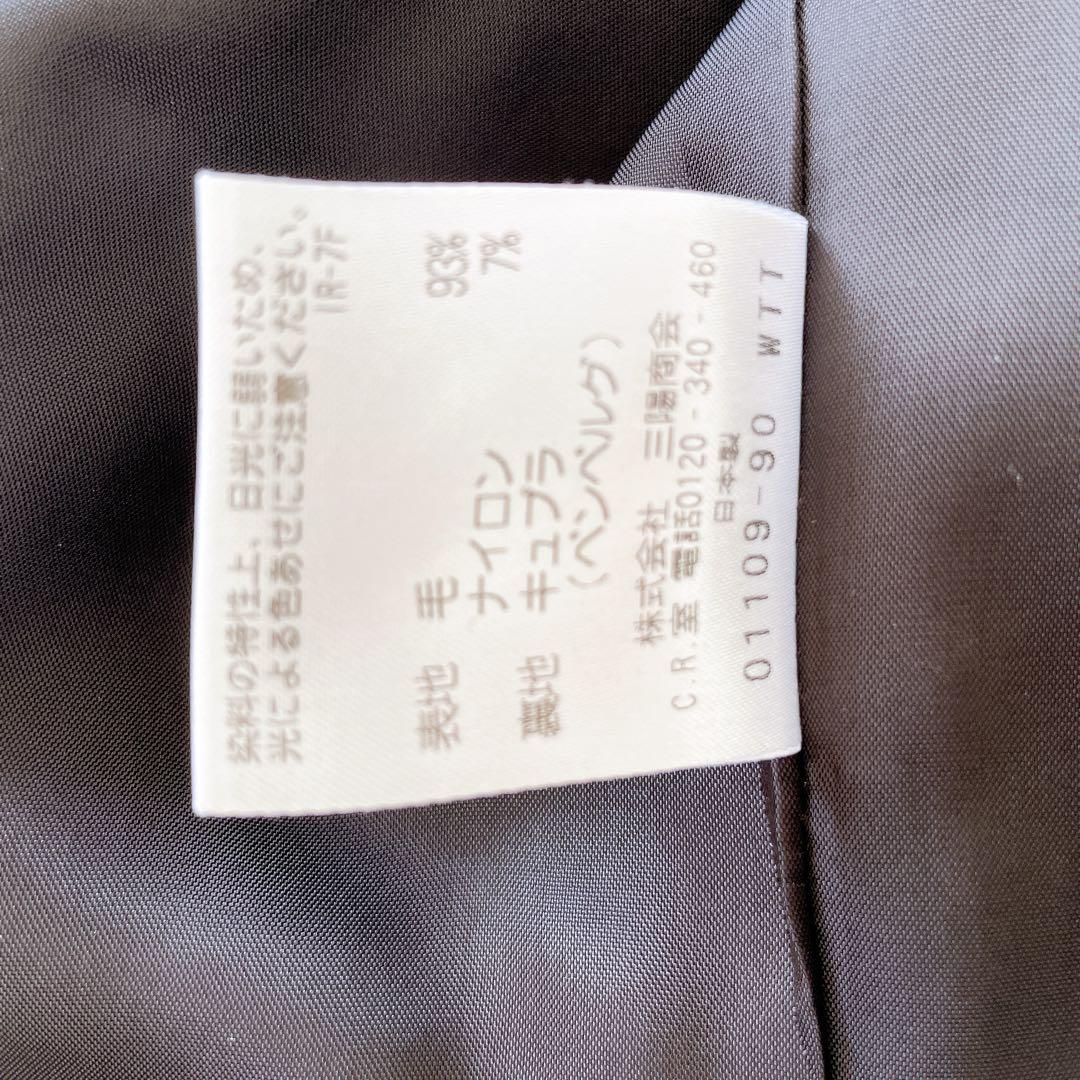 染料の特性上、日光に弱いため、
光による色あせにご注意ください。
IR-7F
表地 毛 93%
ナイロン 7%
裏地 キュプラ
(ベンベルグ)
株式会社 三陽商会
C.R.室 電話0120-340-460
日本製
01109-90 WTT